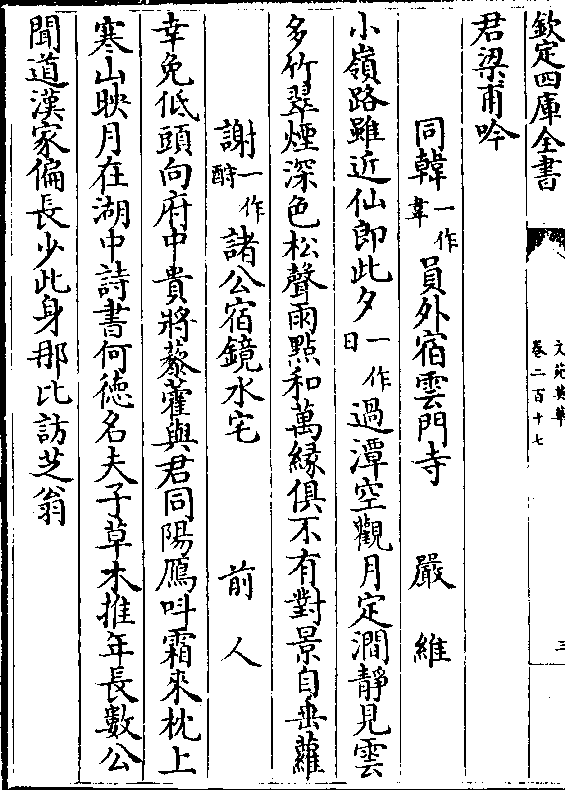 欽定四庫全書
文苑英華
卷二百十七
三
君梁甫吟
同韓一作韋員外宿雲門寺　嚴維
小嶺路雖近仙郎此夕一作日過潭空觀月定澗靜見雲
多竹翠煙深色松聲雨點和萬緣俱不有對景自垂蘿
謝一作酧諸公宿鏡水宅　前人
幸免低頭向府中貴將藜藿與君同陽鴈呌霜來枕上
寒山映月在湖中詩書何徳名夫子草木推年長數公
聞道漢家偏長少此身那比訪芝翁